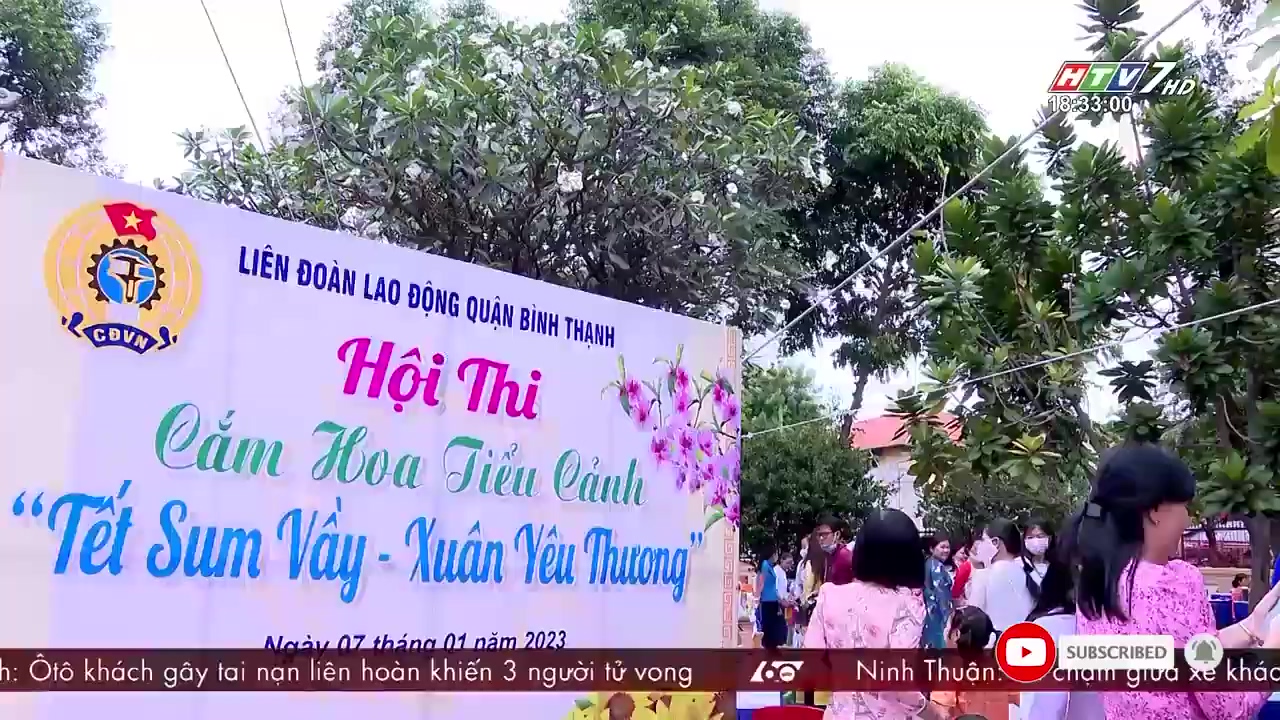 HTV7 HD
18:33:00
CĐVN
LIÊN ĐOÀN LAO ĐỘNG QUẬN BÌNH THẠNH
Hội Thi
Cắm Hoa Tiểu Cảnh
“Tết Sum Vầy - Xuân Yêu Thương”
Ngày 07 tháng 01 năm 2023
h: Ôtô khách gây tai nạn liên hoàn khiến 3 người tử vong 60 Ninh Thuận: chạm giữa xe khác
SUBSCRIBED